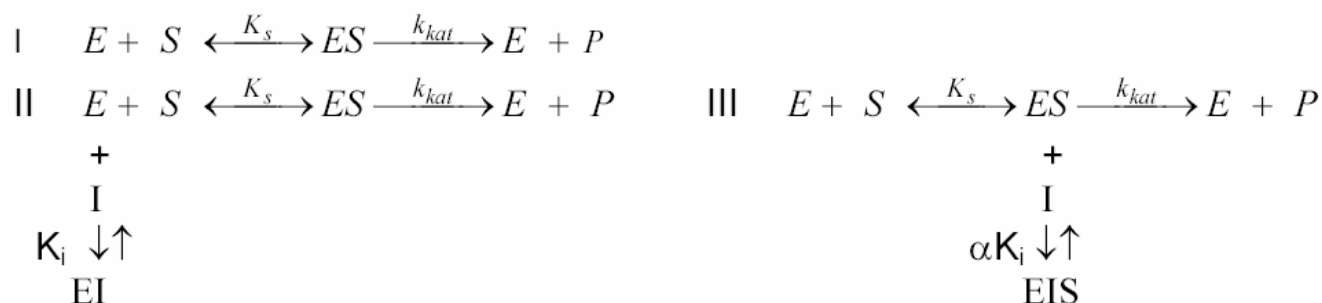 I E + S ⟷ K_s ES ⟶ k_kat E + P
II E + S ⟷ K_s ES ⟶ k_kat E + P III E + S ⟷ K_s ES ⟶ k_kat E + P
+ +
I I
K_i ↓↑ αK_i ↓↑
EI EIS